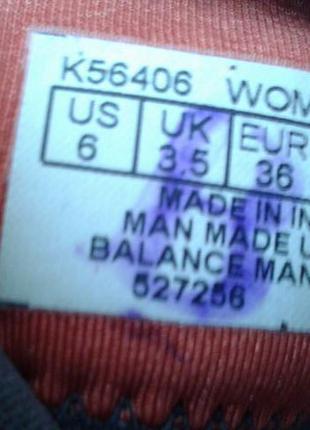 K56406 WOM
US UK EUR
6 3.5 36
MADE IN IN
MAN MADE U
BALANCE MAN
527256